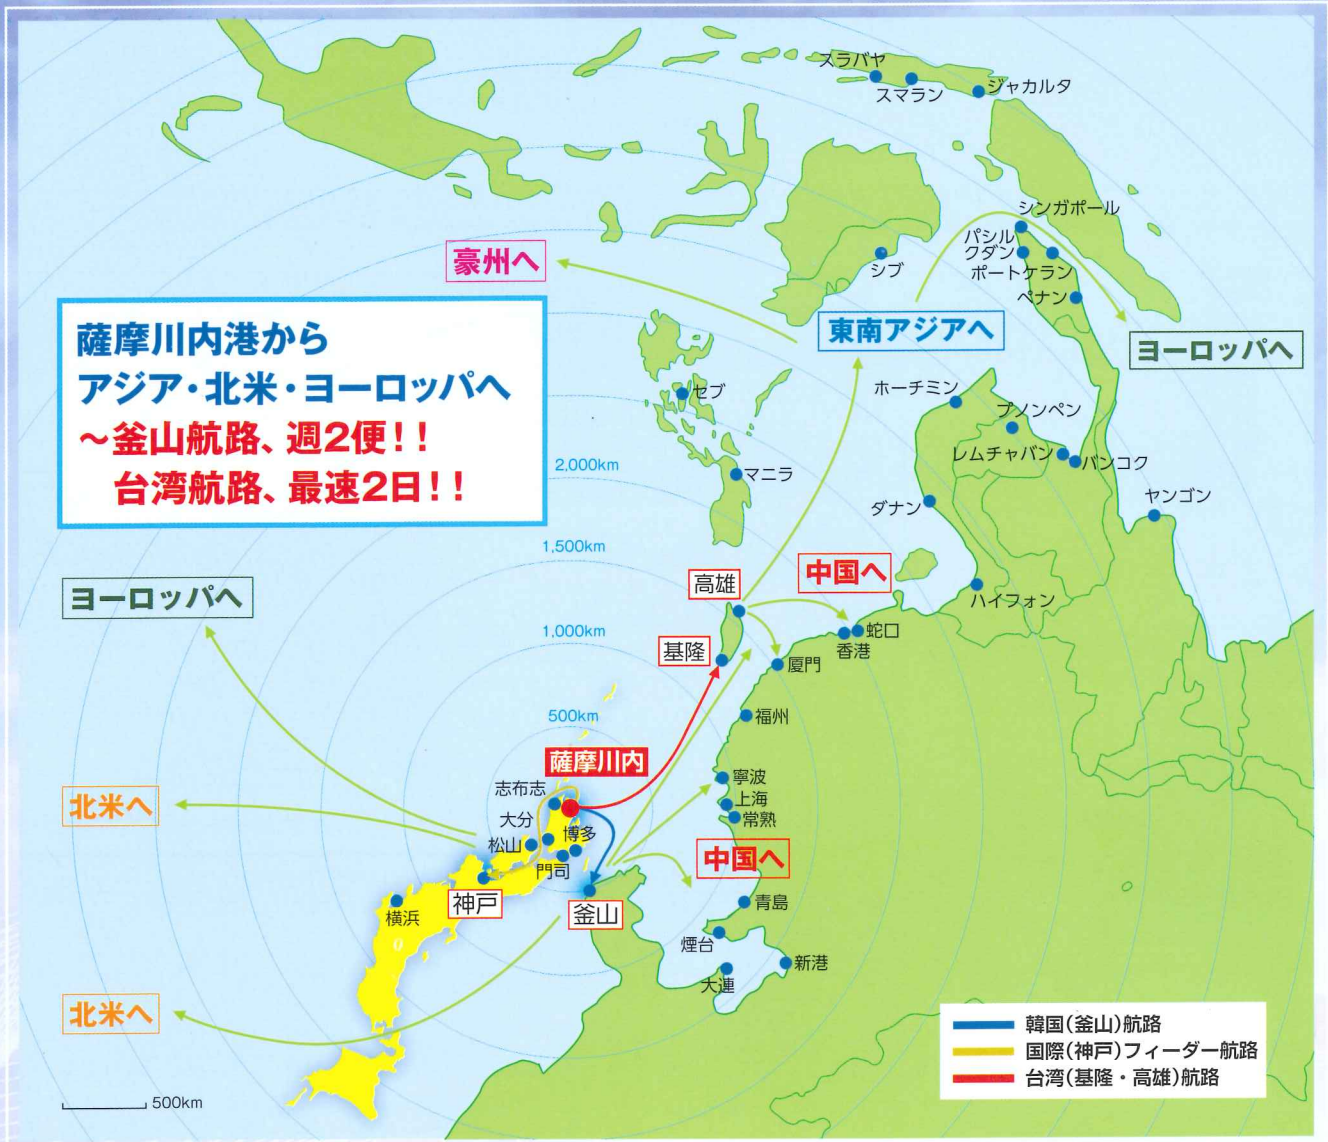 スラバヤ
スマラン
ジャカルタ
シンガポール
パシル
クダン
ポートケラン
ペナン
シブ
豪州へ
東南アジアへ
ヨーロッパへ
薩摩川内港から
アジア・北米・ヨーロッパへ
～釜山航路、週2便！！
台湾航路、最速2日！！
セブ
ホーチミン
プノンペン
レムチャバン
バンコク
マニラ
ダナン
ヤンゴン
2,000km
1,500km
ヨーロッパへ
高雄
中国へ
ハイフォン
1,000km
基隆
蛇口
香港
厦門
500km
福州
薩摩川内
寧波
志布志
上海
北米へ
大分
常熟
博多
松山
中国へ
門司
神戸
釜山
横浜
青島
煙台
新港
大連
北米へ
韓国(釜山)航路
国際(神戸)フィーダー航路
台湾(基隆・高雄)航路
500km